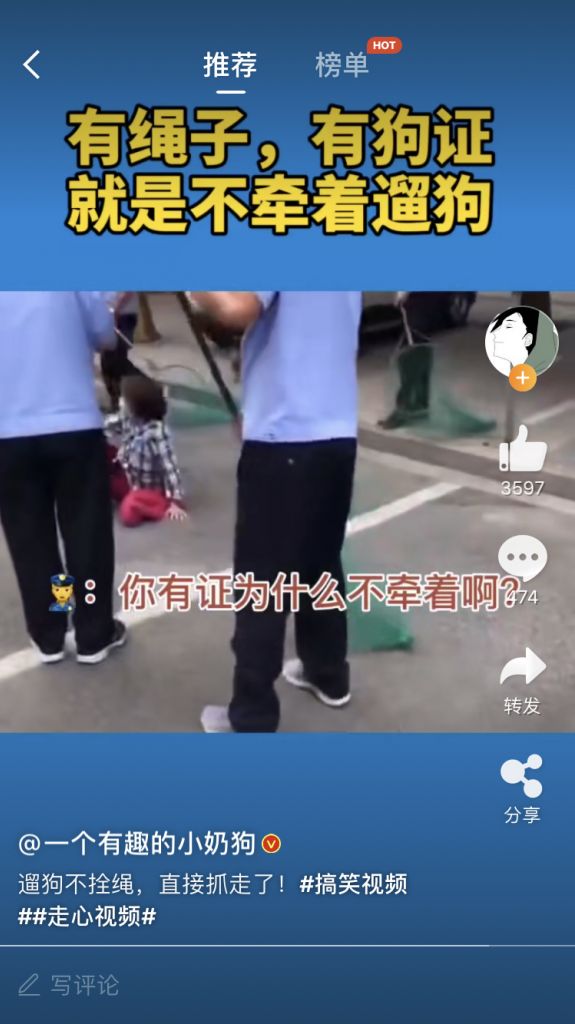 推荐
榜单
HOT
有绳子，有狗证
就是不牵着遛狗
3597
👮：你有证为什么不牵着啊?
474
转发
分享
@一个有趣的小奶狗
遛狗不拴绳，直接抓走了！#搞笑视频
##走心视频#
写评论